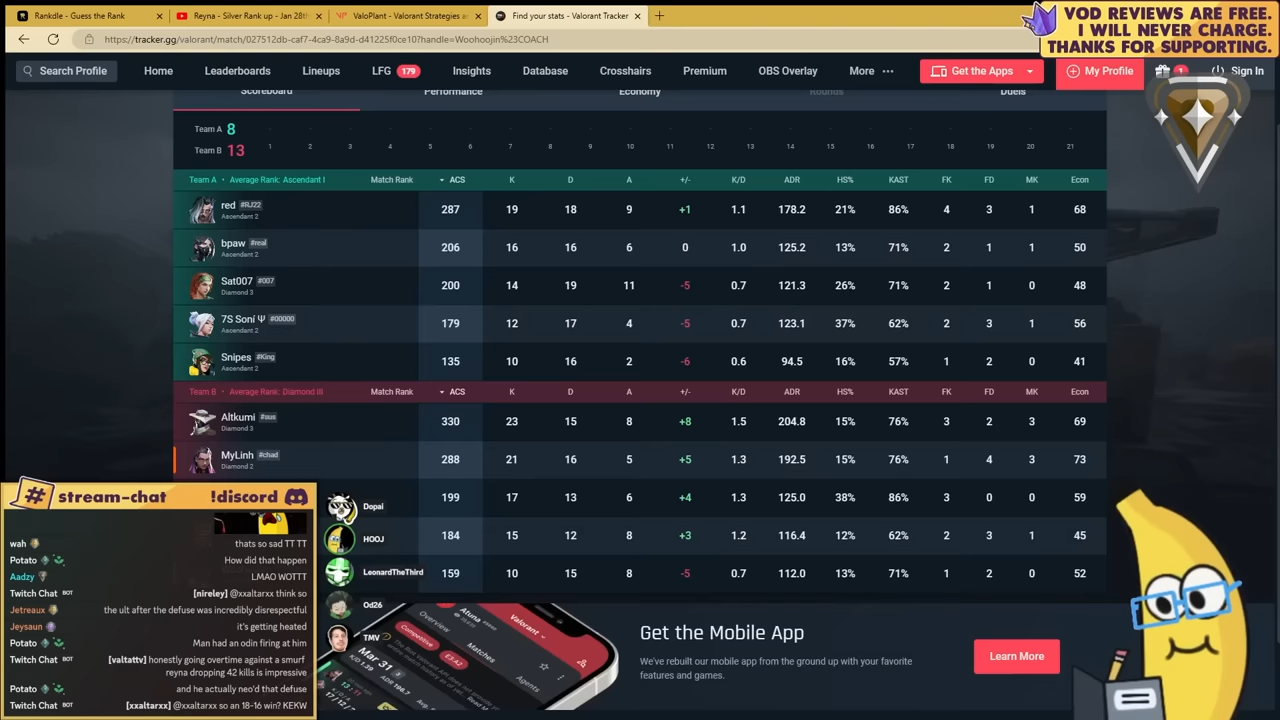 Rankdle - Guess the Rank
Reyna - Silver Rank up - Jan 28th
ValoPlant - Valorant Strategies a
Find your stats - Valorant Tracker
https://tracker.gg/valorant/match/027512db-caf7-4ca9-8a9d-d41225f0ce10?handle=Woohoojin%23COACH
VOD REVIEWS ARE FREE.
I WILL NEVER CHARGE.
THANKS FOR SUPPORTING.
Search Profile Home Leaderboards Lineups LFG 179 Insights Database Crosshairs Premium OBS Overlay More Get the Apps My Profile 1 Sign In
Scoreboard Performance Economy Rounds Duels
Team A 8
Team B 13 1 2 3 4 5 6 7 8 9 10 11 12 13 14 15 16 17 18 19 20 21
Team A • Average Rank: Ascendant I Match Rank ACS K D A +/- K/D ADR HS% KAST FK FD MK Econ
red #RJ22 287 19 18 9 +1 1.1 178.2 21% 86% 4 3 1 68
Ascendant 2
bpaw #real 206 16 16 6 0 1.0 125.2 13% 71% 2 1 1 50
Ascendant 2
Sat007 #007 200 14 19 11 -5 0.7 121.3 26% 71% 2 1 0 48
Diamond 3
7S Soní Ψ #00000 179 12 17 4 -5 0.7 123.1 37% 62% 2 3 1 56
Ascendant 2
Snipes #King 135 10 16 2 -6 0.6 94.5 16% 57% 1 2 0 41
Ascendant 2
Team B • Average Rank: Diamond III Match Rank ACS K D A +/- K/D ADR HS% KAST FK FD MK Econ
Altkumi #sus 330 23 15 8 +8 1.5 204.8 15% 76% 3 2 3 69
Diamond 3
MyLinh #chad 288 21 16 5 +5 1.3 192.5 15% 76% 1 4 3 73
Diamond 2
199 17 13 6 +4 1.3 125.0 38% 86% 3 0 0 59
184 15 12 8 +3 1.2 116.4 12% 62% 2 3 1 45
159 10 15 8 -5 0.7 112.0 13% 71% 1 2 0 52
# stream-chat !discord
wah thats so sad TT TT
Potato How did that happen
Aadzy LMAO WOTTT
Twitch Chat BOT [nireley] @xxaltarxx think so
Jetreaux the ult after the defuse was incredibly disrespectful
Jeysaun it's getting heated
Potato Man had an odin firing at him
Twitch Chat BOT [valtattv] honestly going overtime against a smurf
reyna dropping 42 kills is impressive
Potato and he actually neo'd that defuse
Twitch Chat BOT [xxaltarxx] @xxaltarxx so an 18-16 win? KEKW
Dopai
HOOJ
LeonardTheThird
Od26
TMV
Valorant
Overview
Matches
Agents
Competitive
E3:A2
Mar 31
Get the Mobile App
We've rebuilt our mobile app from the ground up with your favorite
features and games.
Learn More